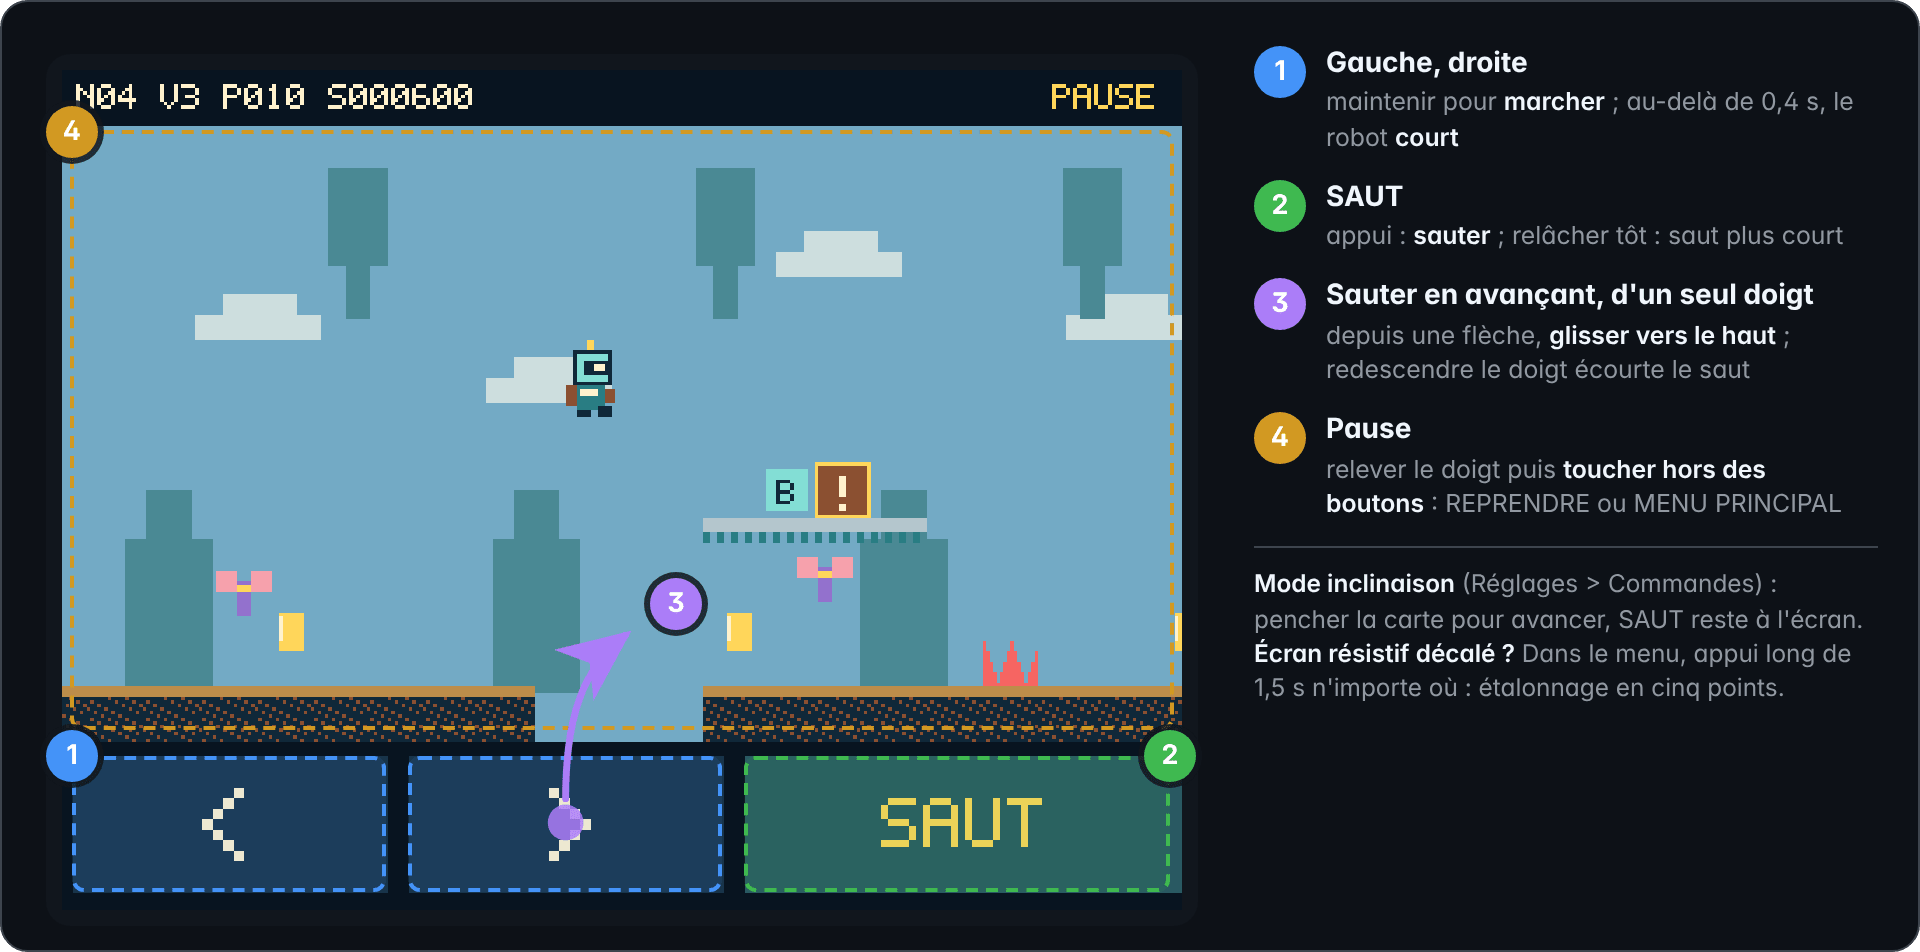 N04 V3 P010 S000600
PAUSE
4
B
!
3
1
2
<
>
SAUT
1
Gauche, droite
maintenir pour marcher ; au-delà de 0,4 s, le
robot court
2
SAUT
appui : sauter ; relâcher tôt : saut plus court
3
Sauter en avançant, d'un seul doigt
depuis une flèche, glisser vers le haut ;
redescendre le doigt écourte le saut
4
Pause
relever le doigt puis toucher hors des
boutons : REPRENDRE ou MENU PRINCIPAL
Mode inclinaison (Réglages > Commandes) :
pencher la carte pour avancer, SAUT reste à l'écran.
Écran résistif décalé ? Dans le menu, appui long de
1,5 s n'importe où : étalonnage en cinq points.